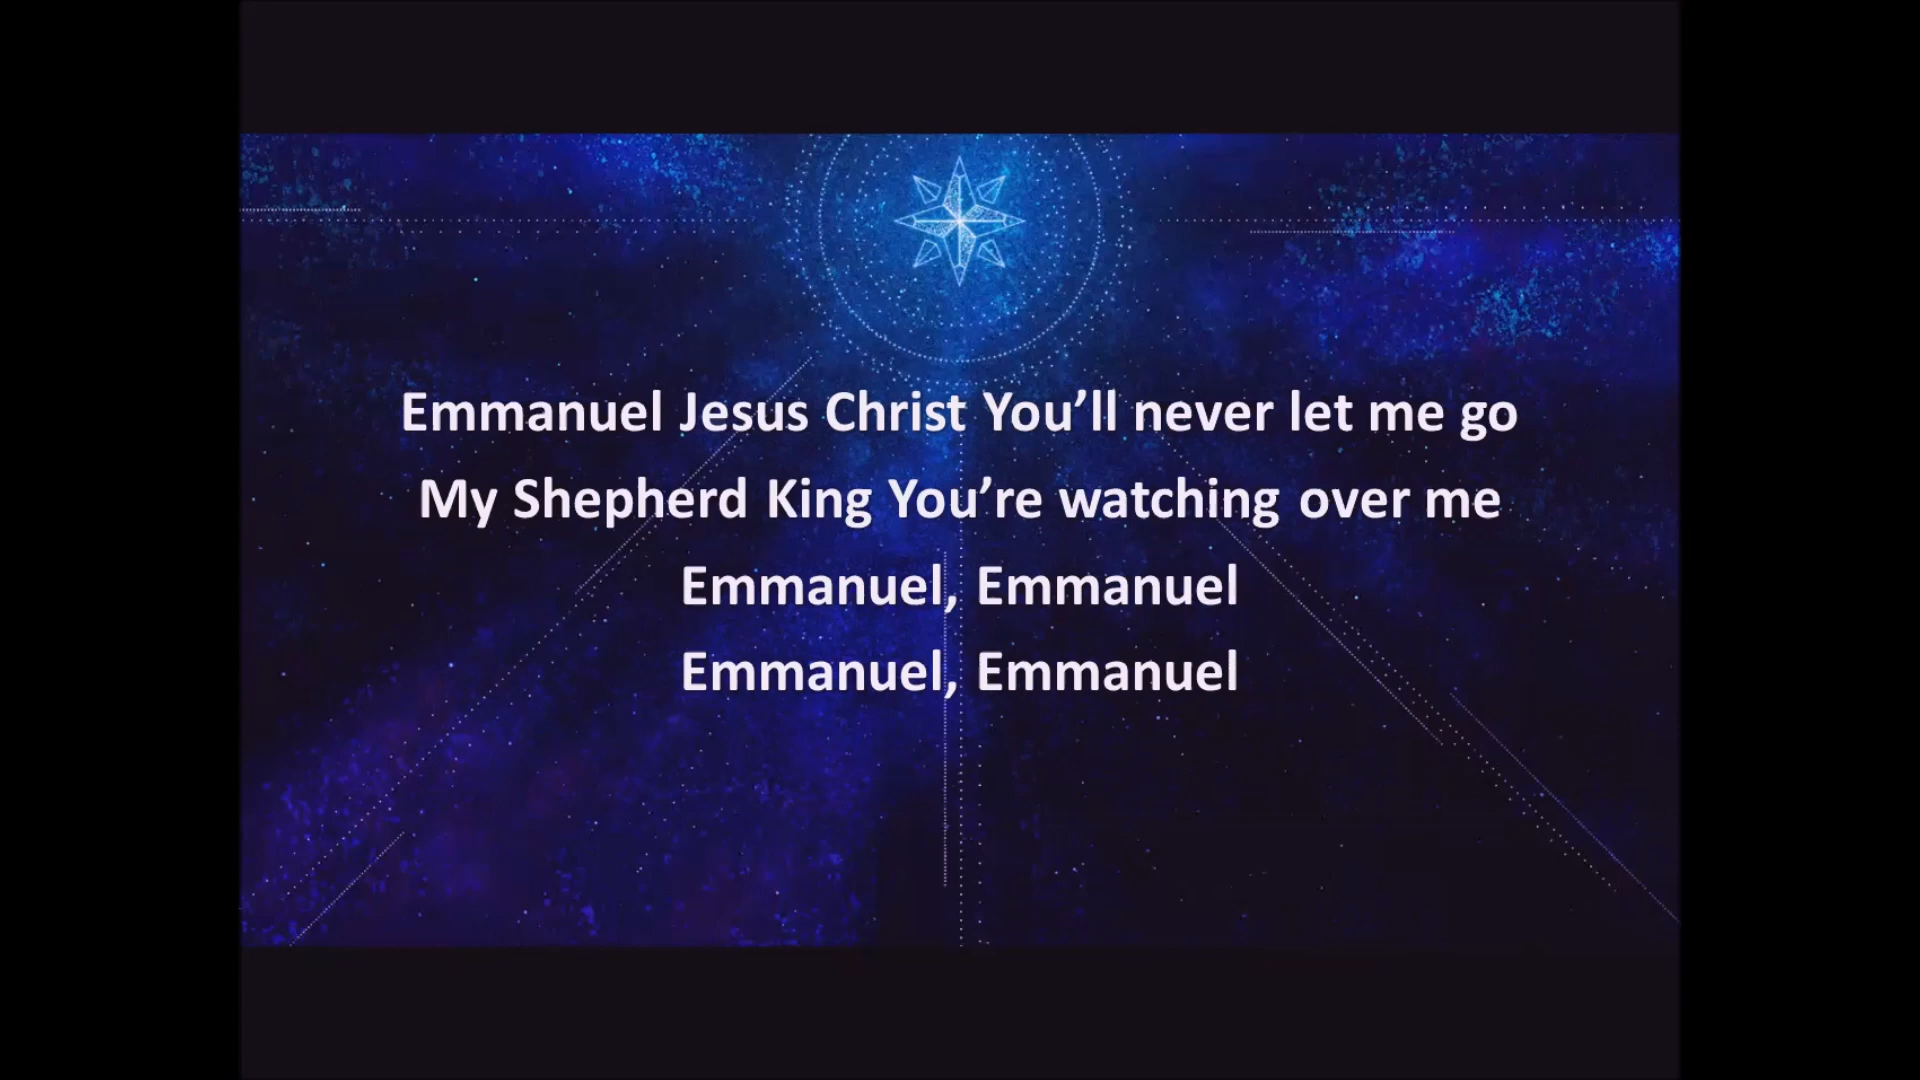 Emmanuel Jesus Christ You’ll never let me go
My Shepherd King You’re watching over me
Emmanuel, Emmanuel
Emmanuel, Emmanuel